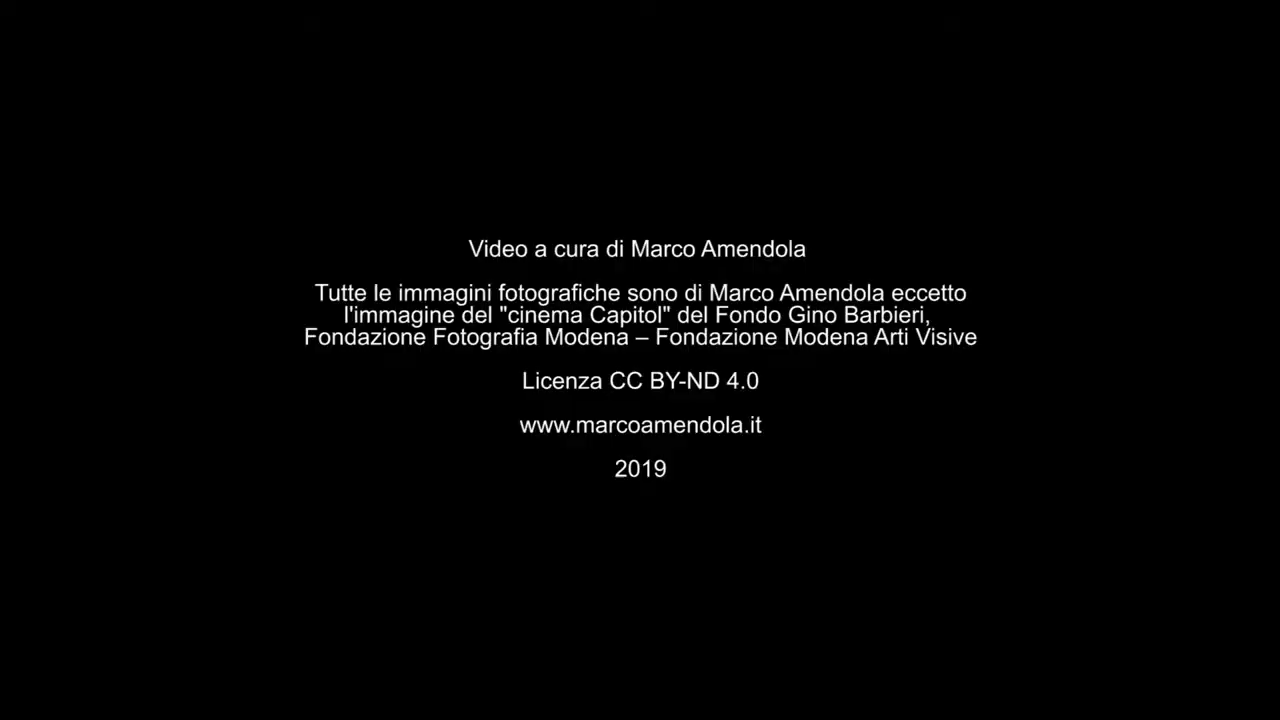 Video a cura di Marco Amendola
Tutte le immagini fotografiche sono di Marco Amendola eccetto
l'immagine del "cinema Capitol" del Fondo Gino Barbieri,
Fondazione Fotografia Modena – Fondazione Modena Arti Visive
Licenza CC BY-ND 4.0
www.marcoamendola.it
2019